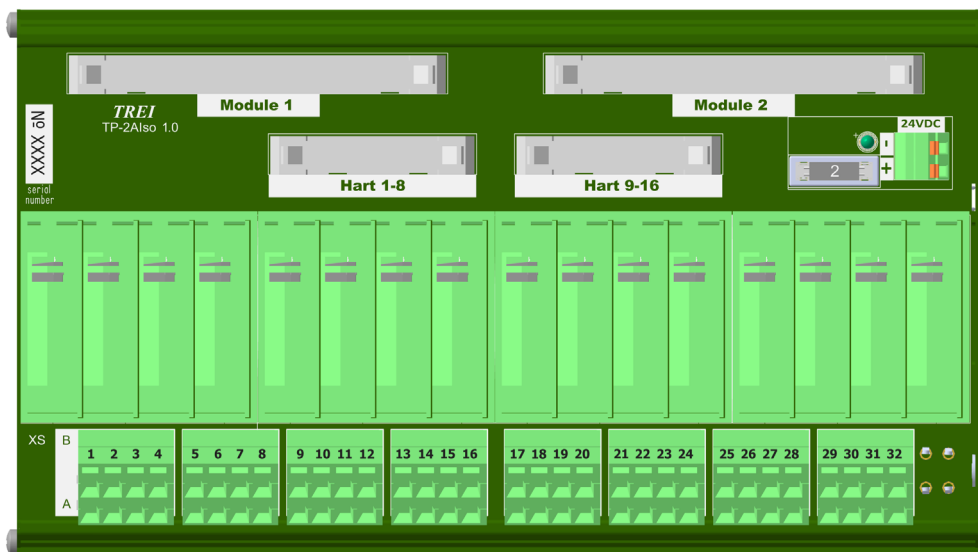 Module 1
Module 2
TREI
TP-2AIso 1.0
№ XXXX
serial
number
24VDC
-
+
+
2
Hart 1-8
Hart 9-16
XS
B
1 2 3 4 5 6 7 8 9 10 11 12 13 14 15 16 17 18 19 20 21 22 23 24 25 26 27 28 29 30 31 32
A